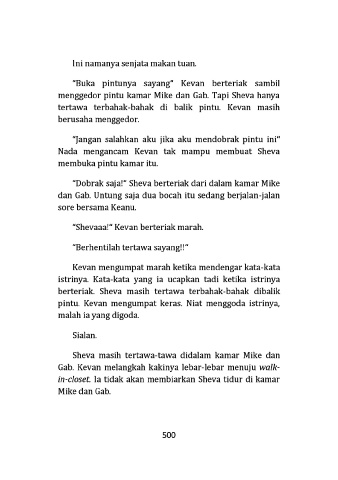 Ini namanya senjata makan tuan.
"Buka pintunya sayang" Kevan berteriak sambil
menggedor pintu kamar Mike dan Gab. Tapi Sheva hanya
tertawa terbahak-bahak di balik pintu. Kevan masih
berusaha menggedor.
"Jangan salahkan aku jika aku mendobrak pintu ini"
Nada mengancam Kevan tak mampu membuat Sheva
membuka pintu kamar itu.
"Dobrak saja!" Sheva berteriak dari dalam kamar Mike
dan Gab. Untung saja dua bocah itu sedang berjalan-jalan
sore bersama Keanu.
"Shevaaa!" Kevan berteriak marah.
"Berhentilah tertawa sayang!!"
Kevan mengumpat marah ketika mendengar kata-kata
istrinya. Kata-kata yang ia ucapkan tadi ketika istrinya
berteriak. Sheva masih tertawa terbahak-bahak dibalik
pintu. Kevan mengumpat keras. Niat menggoda istrinya,
malah ia yang digoda.
Sialan.
Sheva masih tertawa-tawa didalam kamar Mike dan
Gab. Kevan melangkah kakinya lebar-lebar menuju walk-
in-closet. Ia tidak akan membiarkan Sheva tidur di kamar
Mike dan Gab.
500